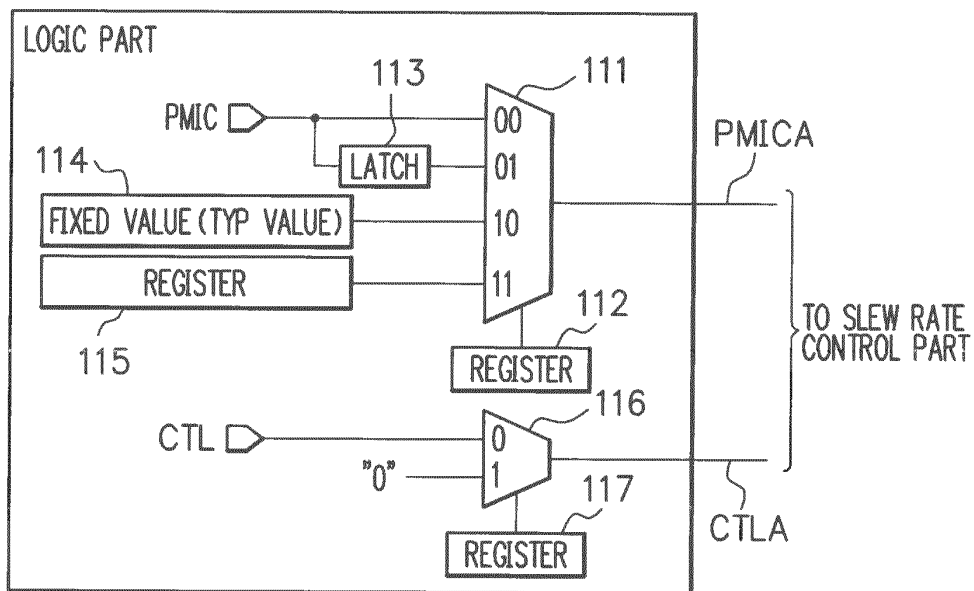 LOGIC PART
111
113
PMIC
00
PMICA
114
LATCH
01
FIXED VALUE(TYP VALUE)
10
REGISTER
11
112
TO SLEW RATE
CONTROL PART
115
REGISTER
116
CTL
0
"0"
1
117
CTLA
REGISTER